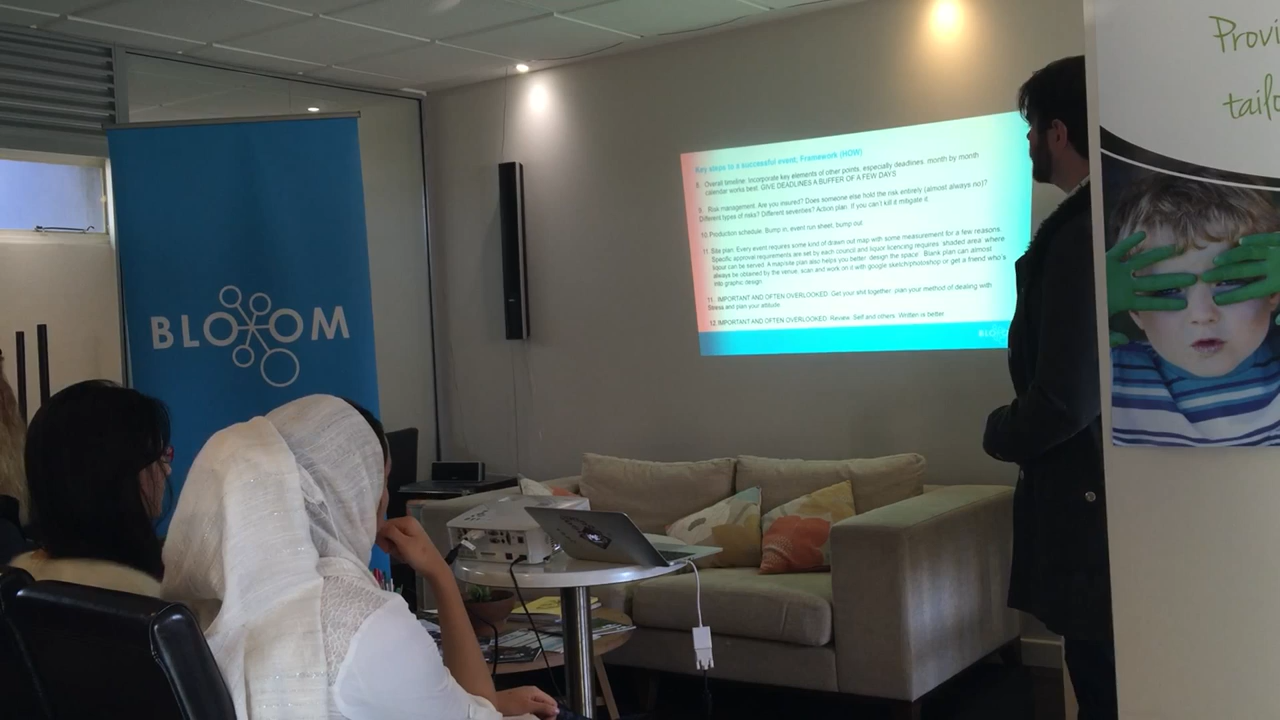 BLOOM
Key steps to a successful event: Framework (HOW)
8. Overall timeline: Incorporate key elements of other points, especially deadlines, month by month
calendar works best. GIVE DEADLINES A BUFFER OF A FEW DAYS
9. Risk management. Are you insured? Does someone else hold the risk entirely (almost always no)?
Different types of risks? Different severities? Action plan. If you can't kill it mitigate it.
10. Production schedule. Bump in, event run sheet, bump out
11. Site plan. Every event requires some kind of drawn out map with some measurement for a few reasons.
Specific approval requirements are set by each council and liquor licencing requires shaded area where
liquor can be served. A map/site plan also helps you better design the space. Blank plan can almost
always be obtained by the venue, scan and work on it with google sketch/photoshop or get a friend who's
into graphic design.
11. IMPORTANT AND OFTEN OVERLOOKED: Get your shit together: plan your method of dealing with
Stress and plan your attitude
12. IMPORTANT AND OFTEN OVERLOOKED: Review. Self and others. Written is better
Provi
tailo